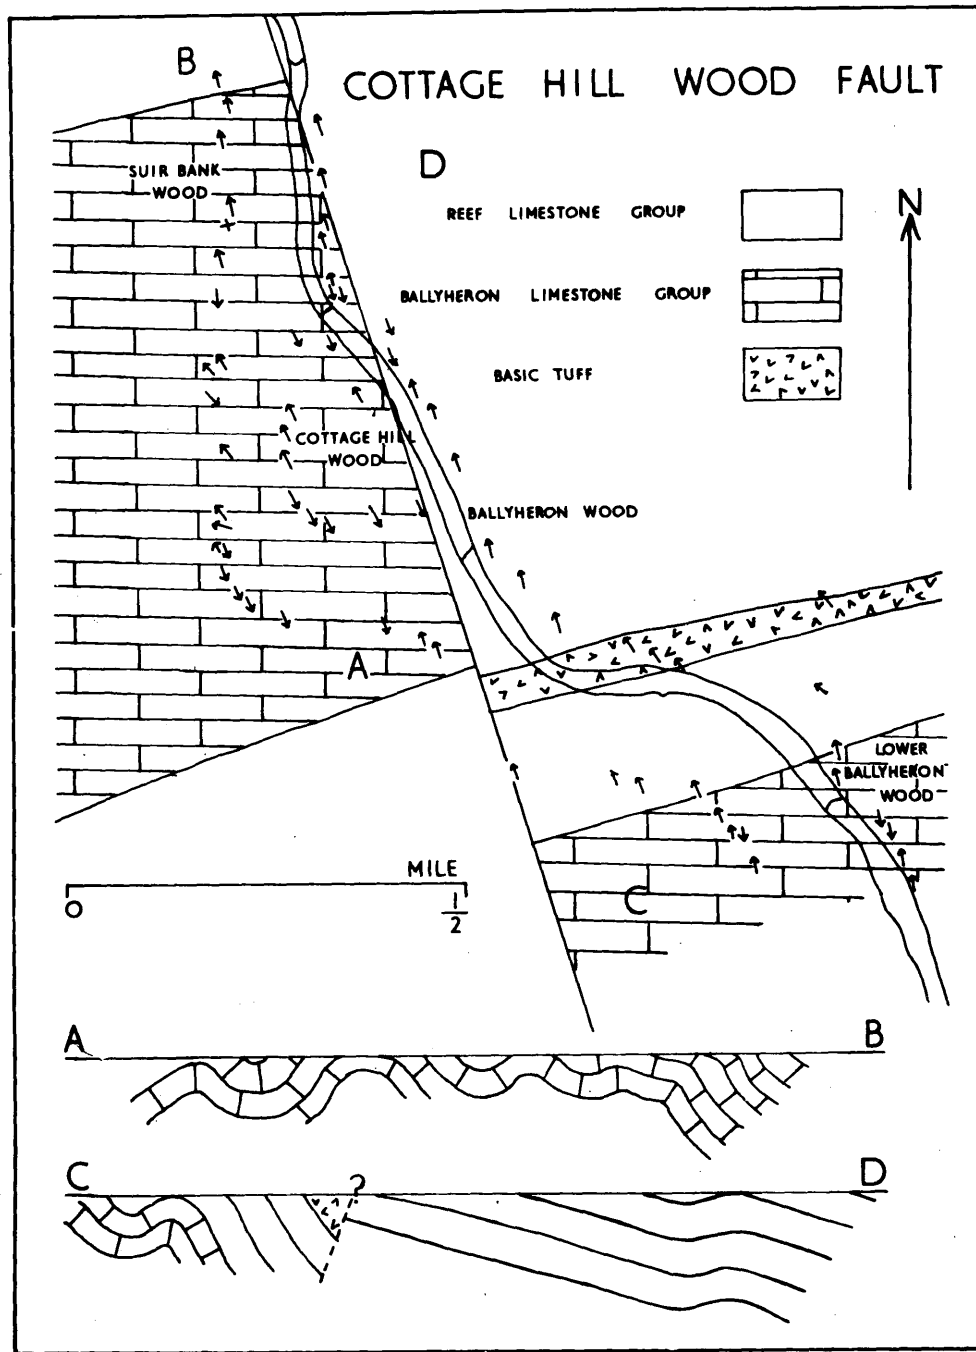 COTTAGE HILL WOOD FAULT
B
D
N
SUIR BANK
WOOD
REEF LIMESTONE GROUP
BALLYHERON LIMESTONE GROUP
BASIC TUFF
COTTAGE HILL
WOOD
BALLYHERON WOOD
A
LOWER
BALLYHERON
WOOD
C
MILE
0
1/2
A
B
C
?
D